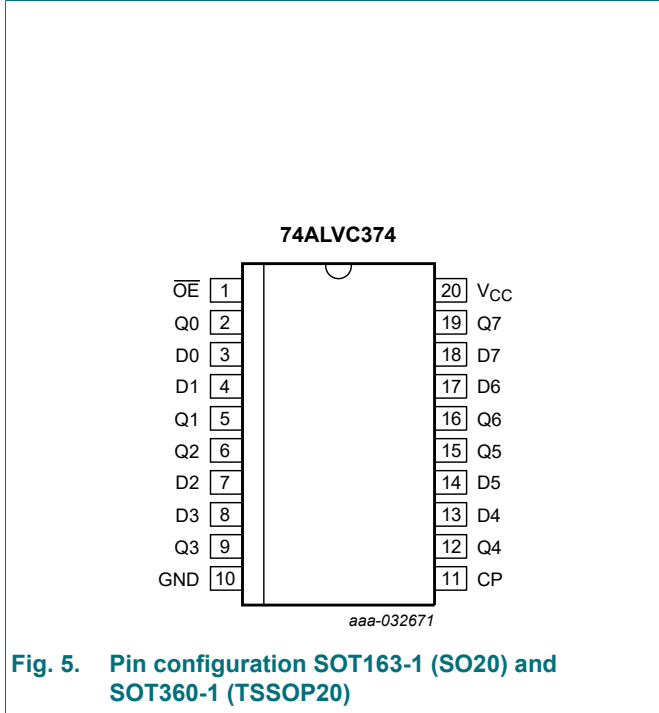 74ALVC374
O̅E̅ 1 20 VCC
Q0 2 19 Q7
D0 3 18 D7
D1 4 17 D6
Q1 5 16 Q6
Q2 6 15 Q5
D2 7 14 D5
D3 8 13 D4
Q3 9 12 Q4
GND 10 11 CP
aaa-032671
Fig. 5. Pin configuration SOT163-1 (SO20) and
SOT360-1 (TSSOP20)